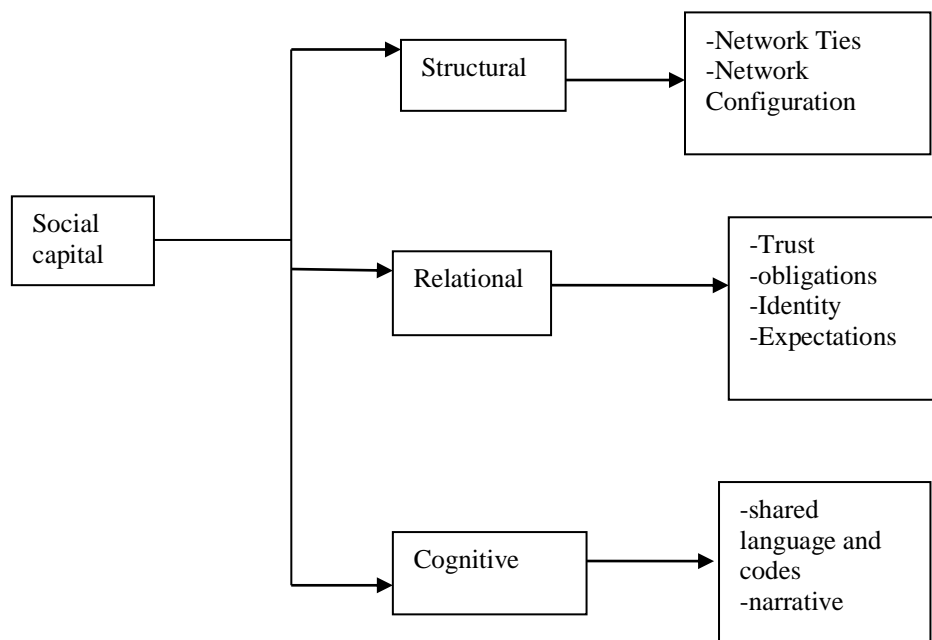 Social
capital
Structural
-Network Ties
-Network
Configuration
Relational
-Trust
-obligations
-Identity
-Expectations
Cognitive
-shared
language and
codes
-narrative